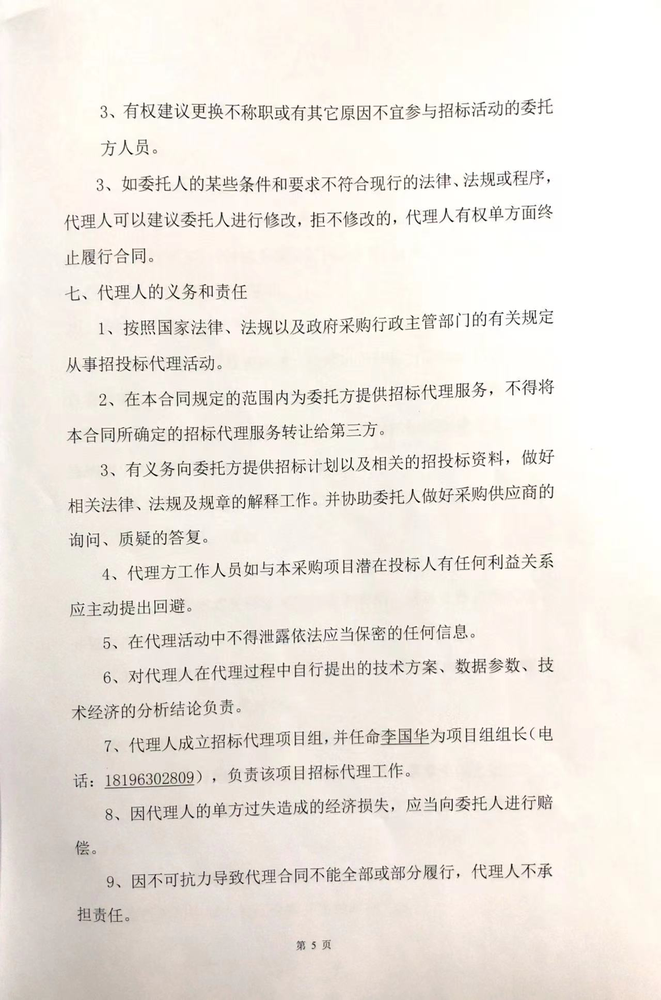 3、有权建议更换不称职或有其它原因不宜参与招标活动的委托
方人员。
3、如委托人的某些条件和要求不符合现行的法律、法规或程序，
代理人可以建议委托人进行修改，拒不修改的，代理人有权单方面终
止履行合同。
七、代理人的义务和责任
1、按照国家法律、法规以及政府采购行政主管部门的有关规定
从事招投标代理活动。
2、在本合同规定的范围内为委托方提供招标代理服务，不得将
本合同所确定的招标代理服务转让给第三方。
3、有义务向委托方提供招标计划以及相关的招投标资料，做好
相关法律、法规及规章的解释工作。并协助委托人做好采购供应商的
询问、质疑的答复。
4、代理方工作人员如与本采购项目潜在投标人有任何利益关系
应主动提出回避。
5、在代理活动中不得泄露依法应当保密的任何信息。
6、对代理人在代理过程中自行提出的技术方案、数据参数、技
术经济的分析结论负责。
7、代理人成立招标代理项目组，并任命李国华为项目组组长（电
话：18196302809），负责该项目招标代理工作。
8、因代理人的单方过失造成的经济损失，应当向委托人进行赔
偿。
9、因不可抗力导致代理合同不能全部或部分履行，代理人不承
担责任。
第 5 页